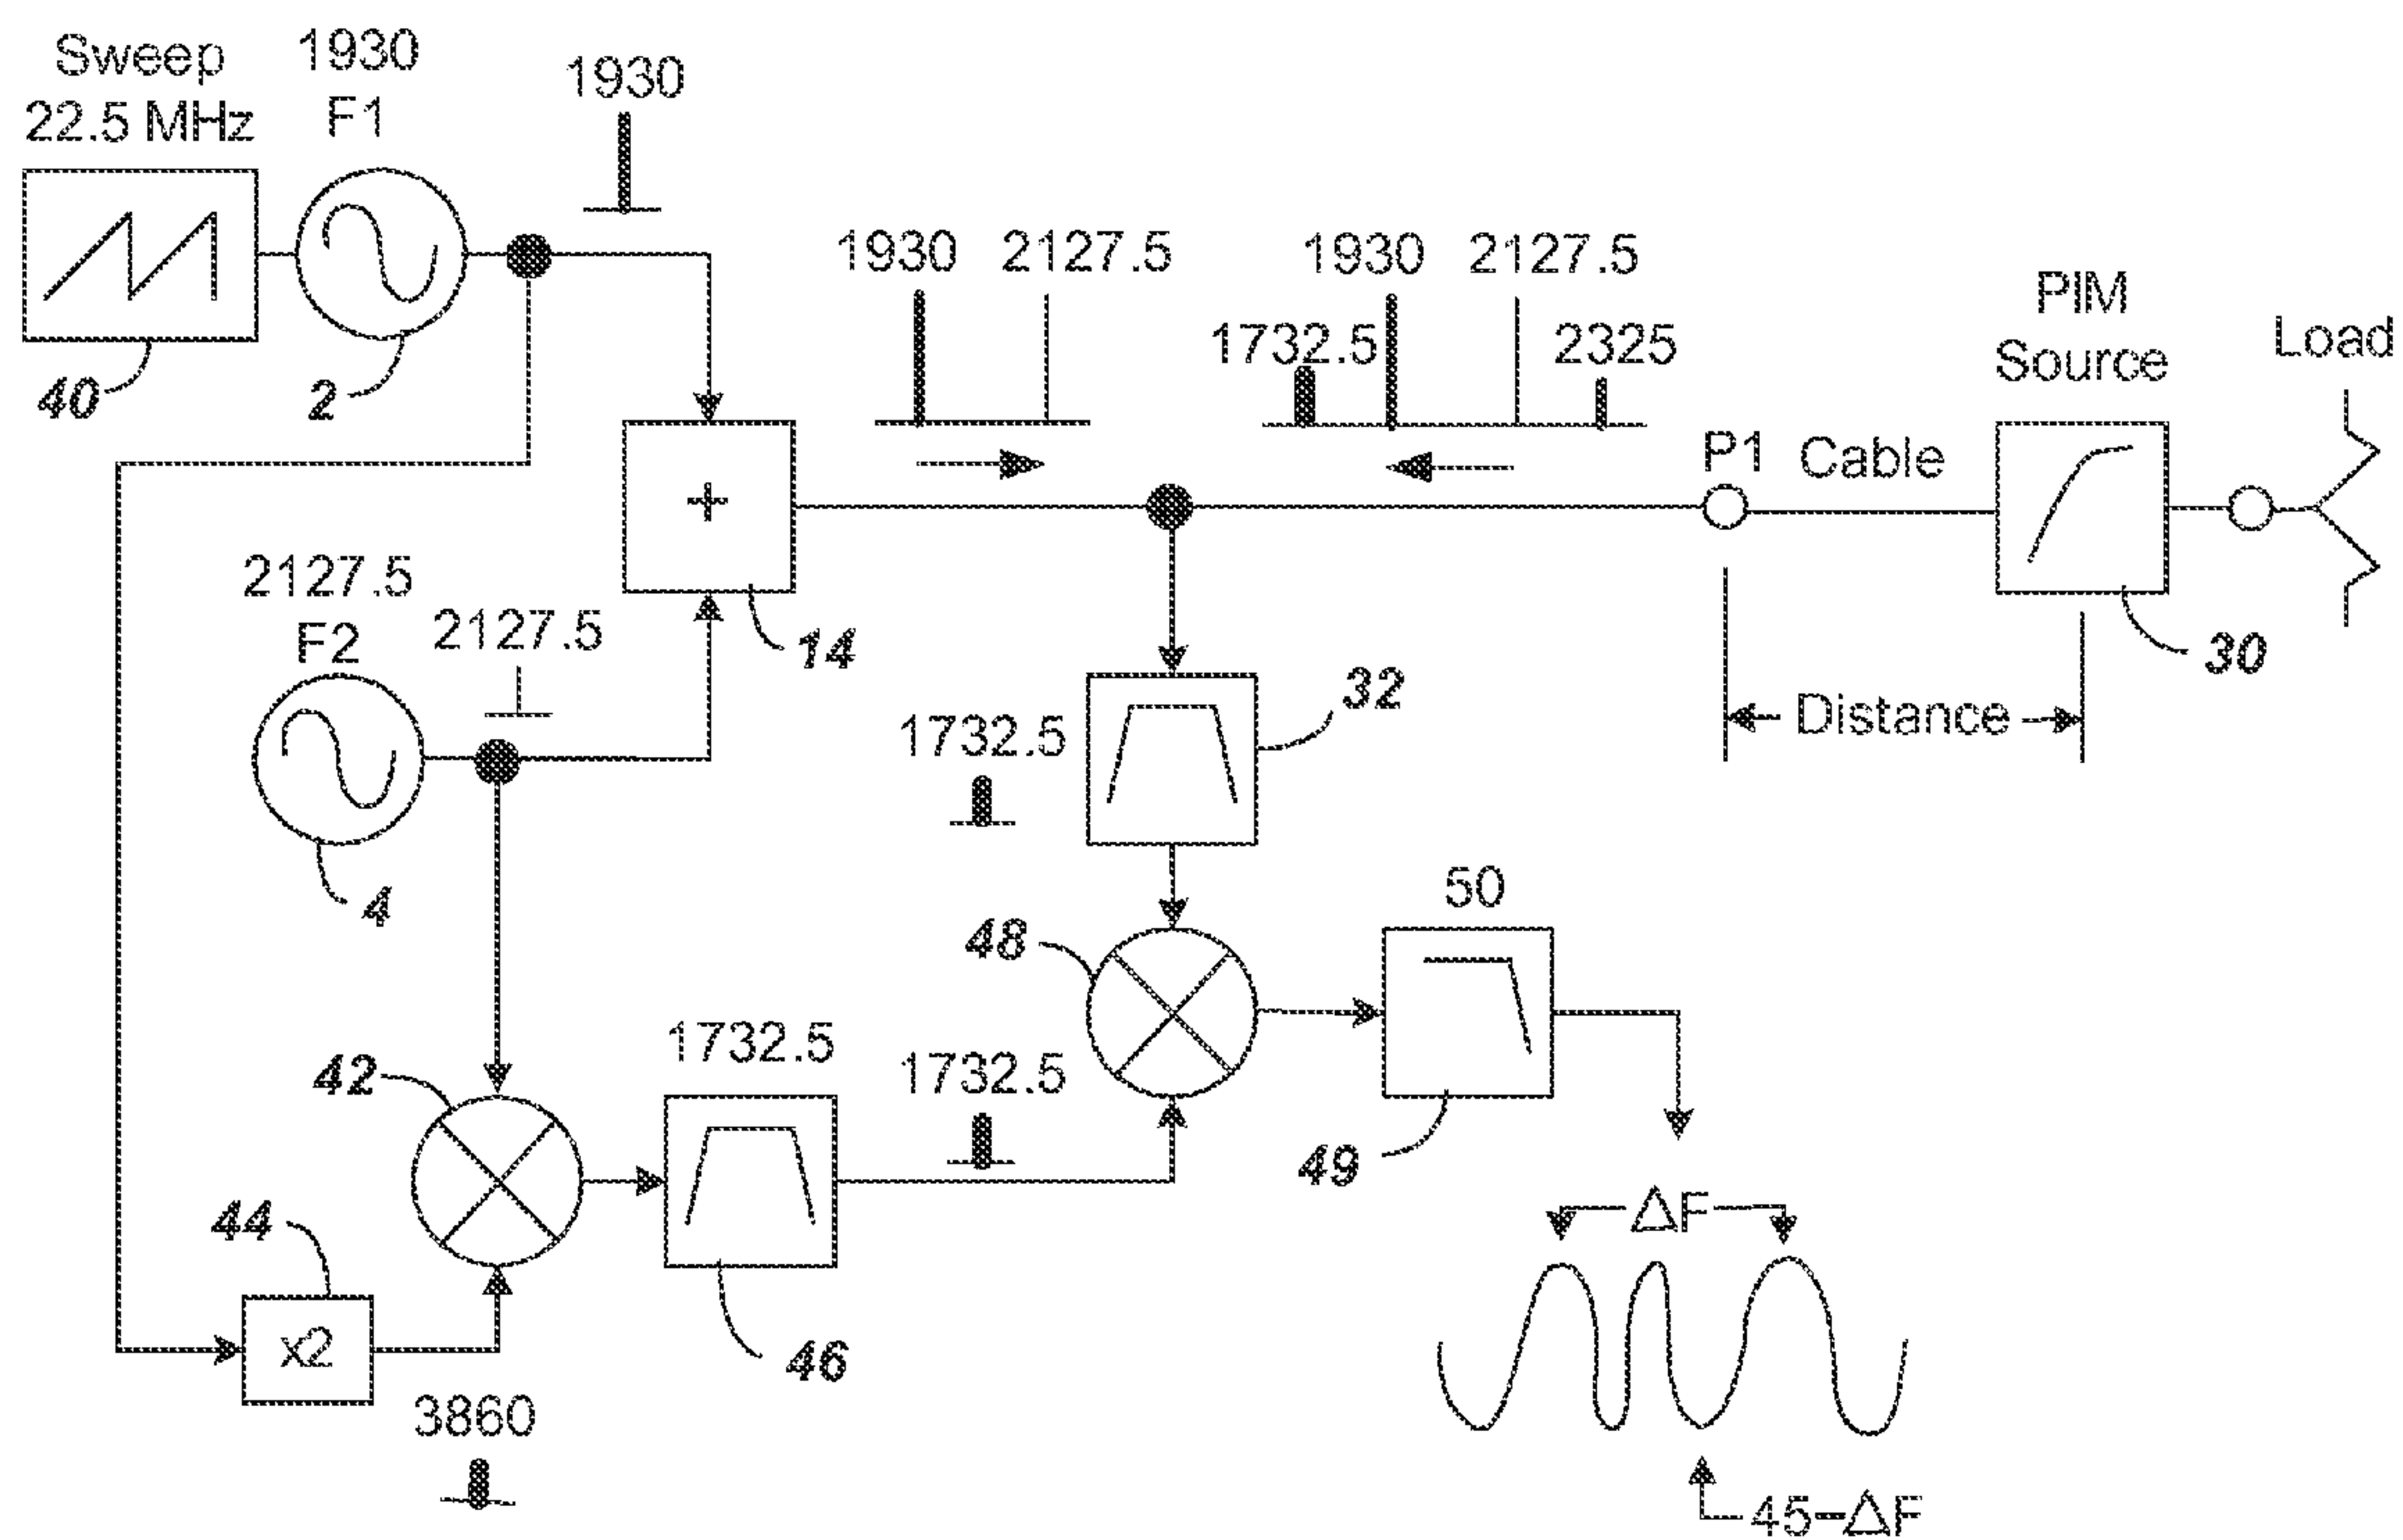 Sweep
22.5 MHz
1930
F1
1930
40
2
1930
2127.5
1930
2127.5
1732.5
2325
PIM
Source
Load
P1
Cable
+
14
2127.5
F2
2127.5
4
32
30
Distance
1732.5
48
50
49
42
1732.5
1732.5
46
44
x2
3860
ΔF
45-ΔF